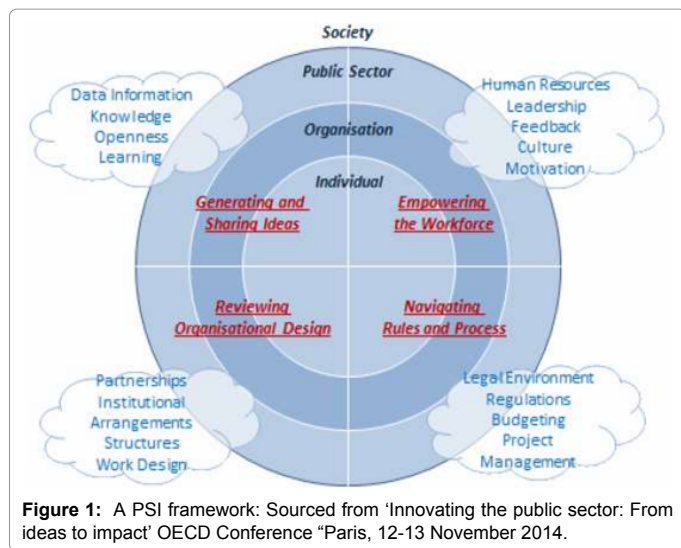 Society
Public Sector
Organisation
Individual
Data Information
Knowledge
Openness
Learning
Human Resources
Leadership
Feedback
Culture
Motivation
Generating and
Sharing Ideas
Empowering
the Workforce
Reviewing
Organisational Design
Navigating
Rules and Process
Partnerships
Institutional
Arrangements
Structures
Work Design
Legal Environment
Regulations
Budgeting
Project
Management
Figure 1: A PSI framework: Sourced from ‘Innovating the public sector: From
ideas to impact’ OECD Conference “Paris, 12-13 November 2014.